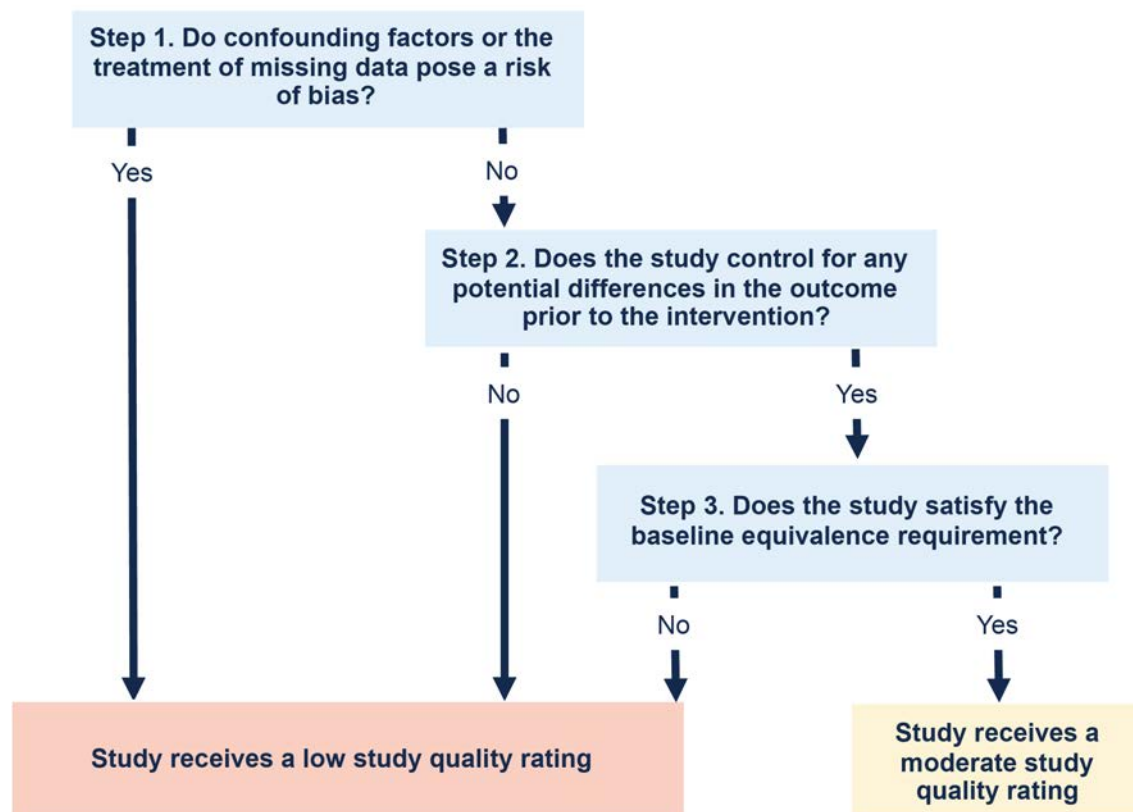 Step 1. Do confounding factors or the
treatment of missing data pose a risk
of bias?
Yes
No
Step 2. Does the study control for any
potential differences in the outcome
prior to the intervention?
No
Yes
Step 3. Does the study satisfy the
baseline equivalence requirement?
No
Yes
Study receives a low study quality rating
Study receives a
moderate study
quality rating